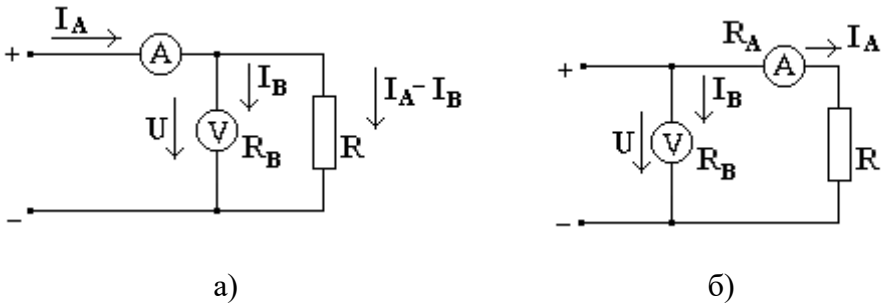 I_A
+
A
I_B
I_A - I_B
U
V
R_B
R
–
а)
R_A
I_A
+
A
I_B
U
V
R_B
R
–
б)